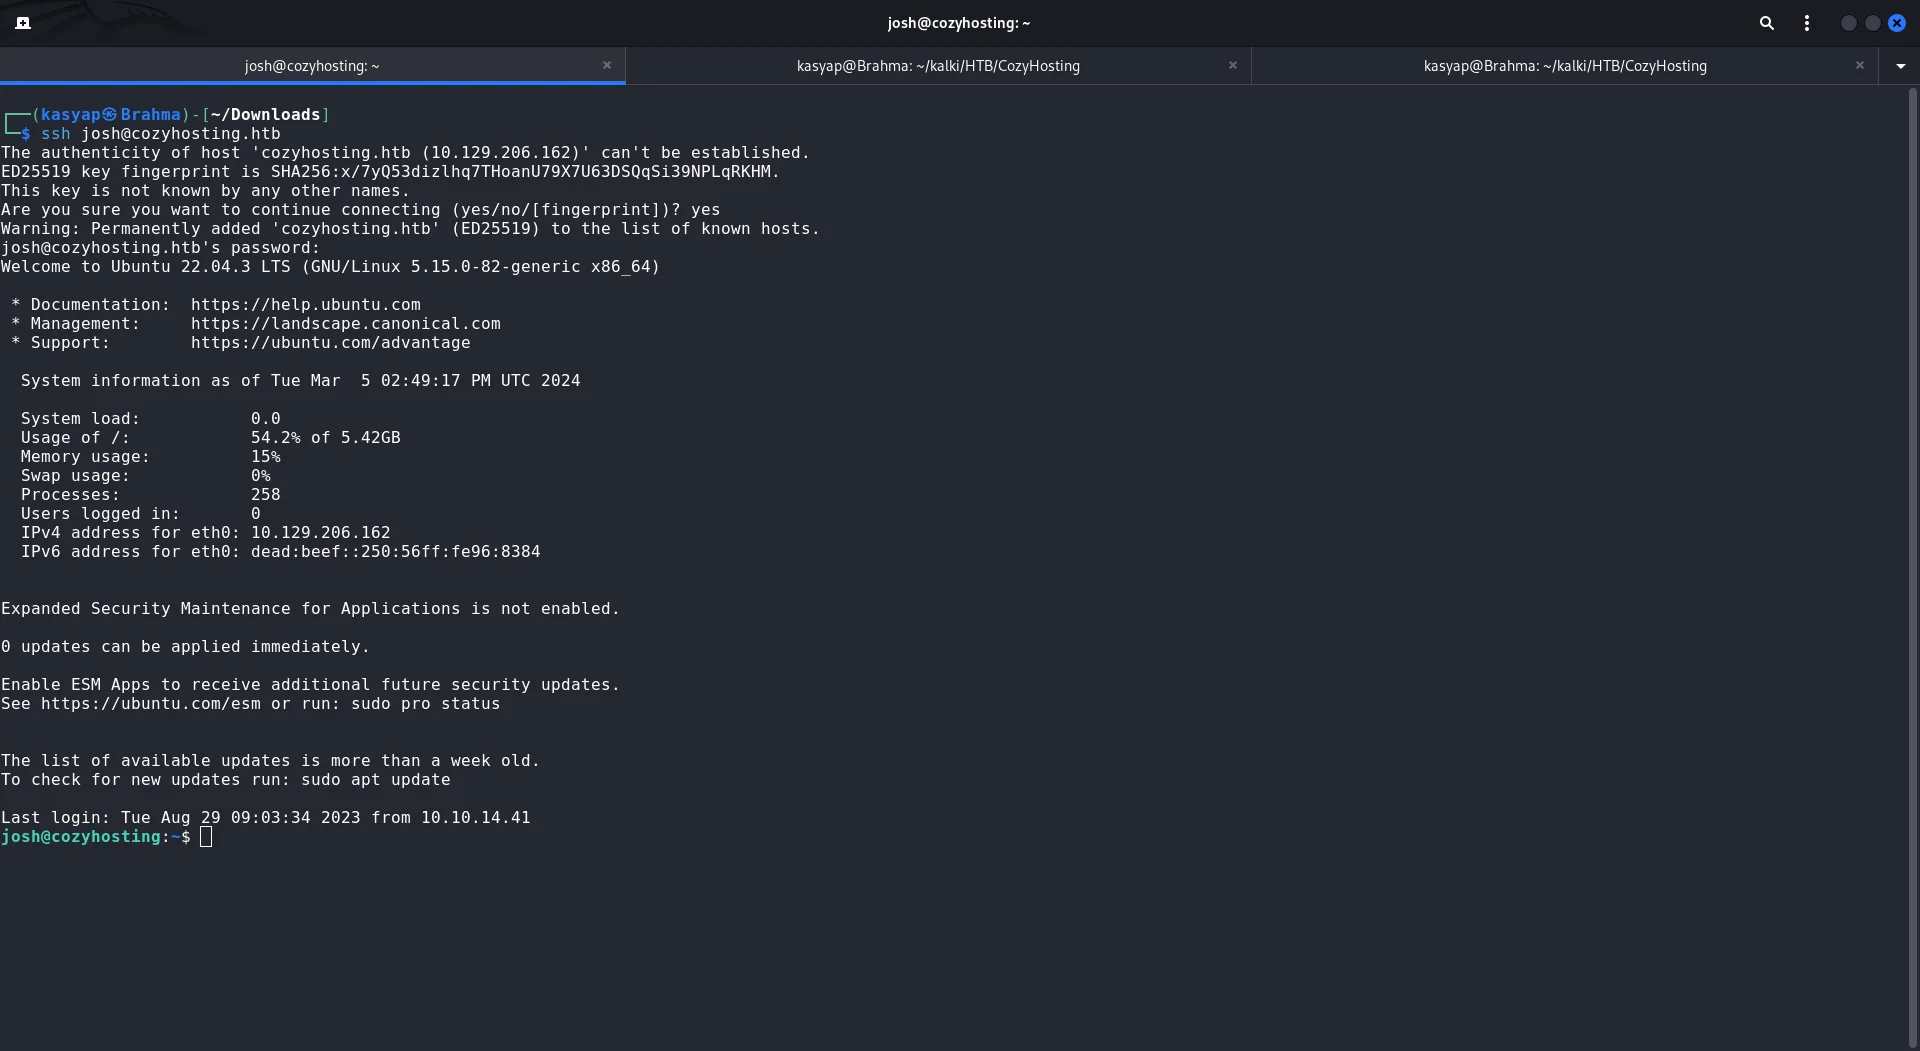 josh@cozyhosting: ~
josh@cozyhosting: ~ × kasyap@Brahma: ~/kalki/HTB/CozyHosting × kasyap@Brahma: ~/kalki/HTB/CozyHosting ×
┌──(kasyap㉿Brahma)-[~/Downloads]
└─$ ssh josh@cozyhosting.htb
The authenticity of host 'cozyhosting.htb (10.129.206.162)' can't be established.
ED25519 key fingerprint is SHA256:x/7yQ53dizlhq7THoanU79X7U63DSQqSi39NPLqRKHM.
This key is not known by any other names.
Are you sure you want to continue connecting (yes/no/[fingerprint])? yes
Warning: Permanently added 'cozyhosting.htb' (ED25519) to the list of known hosts.
josh@cozyhosting.htb's password:
Welcome to Ubuntu 22.04.3 LTS (GNU/Linux 5.15.0-82-generic x86_64)
* Documentation:  https://help.ubuntu.com
* Management:     https://landscape.canonical.com
* Support:        https://ubuntu.com/advantage
System information as of Tue Mar  5 02:49:17 PM UTC 2024
System load:           0.0
Usage of /:            54.2% of 5.42GB
Memory usage:          15%
Swap usage:            0%
Processes:             258
Users logged in:       0
IPv4 address for eth0: 10.129.206.162
IPv6 address for eth0: dead:beef::250:56ff:fe96:8384
Expanded Security Maintenance for Applications is not enabled.
0 updates can be applied immediately.
Enable ESM Apps to receive additional future security updates.
See https://ubuntu.com/esm or run: sudo pro status
The list of available updates is more than a week old.
To check for new updates run: sudo apt update
Last login: Tue Aug 29 09:03:34 2023 from 10.10.14.41
josh@cozyhosting:~$